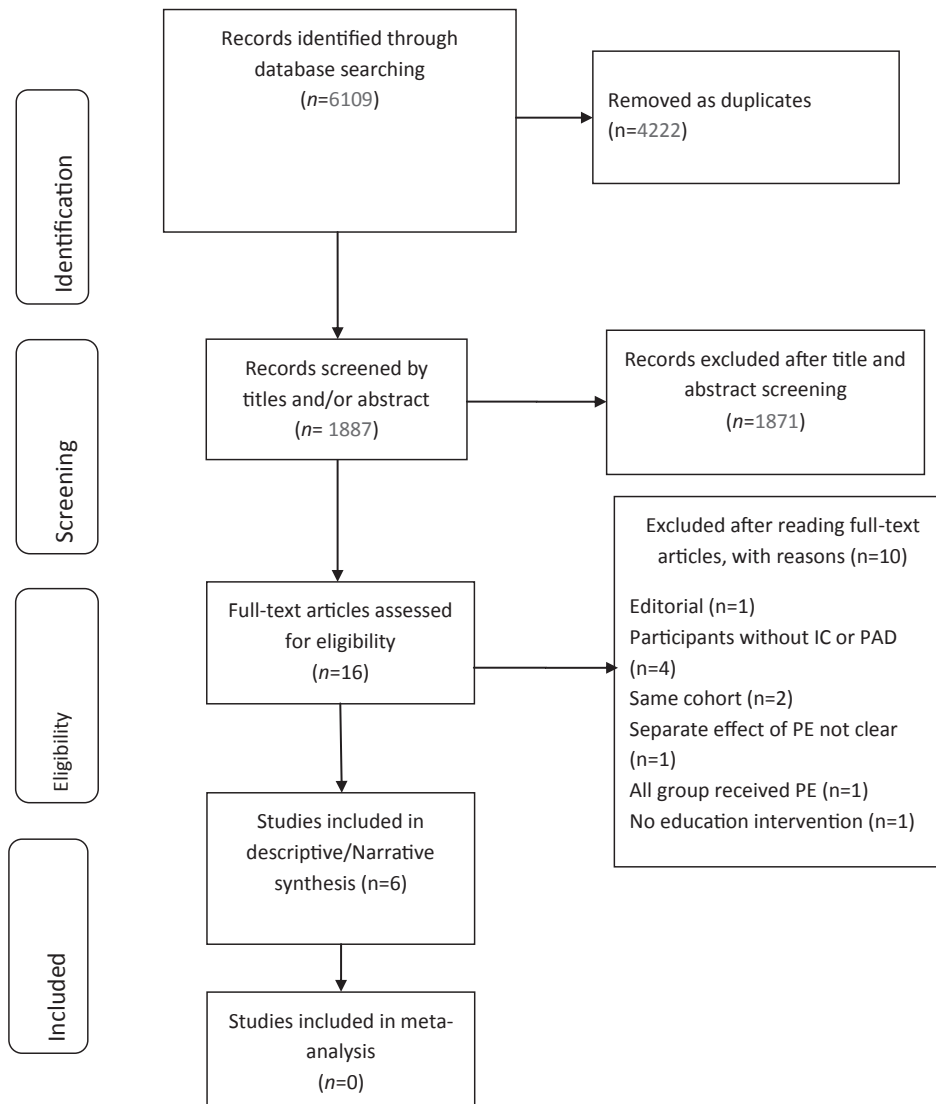 Records identified through
database searching
(n=6109)
Removed as duplicates
(n=4222)
Identification
Records screened by
titles and/or abstract
(n= 1887)
Records excluded after title and
abstract screening
(n=1871)
Screening
Full-text articles assessed
for eligibility
(n=16)
Excluded after reading full-text
articles, with reasons (n=10)
Editorial (n=1)
Participants without IC or PAD
(n=4)
Same cohort (n=2)
Separate effect of PE not clear
(n=1)
All group received PE (n=1)
No education intervention (n=1)
Eligibility
Studies included in
descriptive/Narrative
synthesis (n=6)
Included
Studies included in meta-
analysis
(n=0)